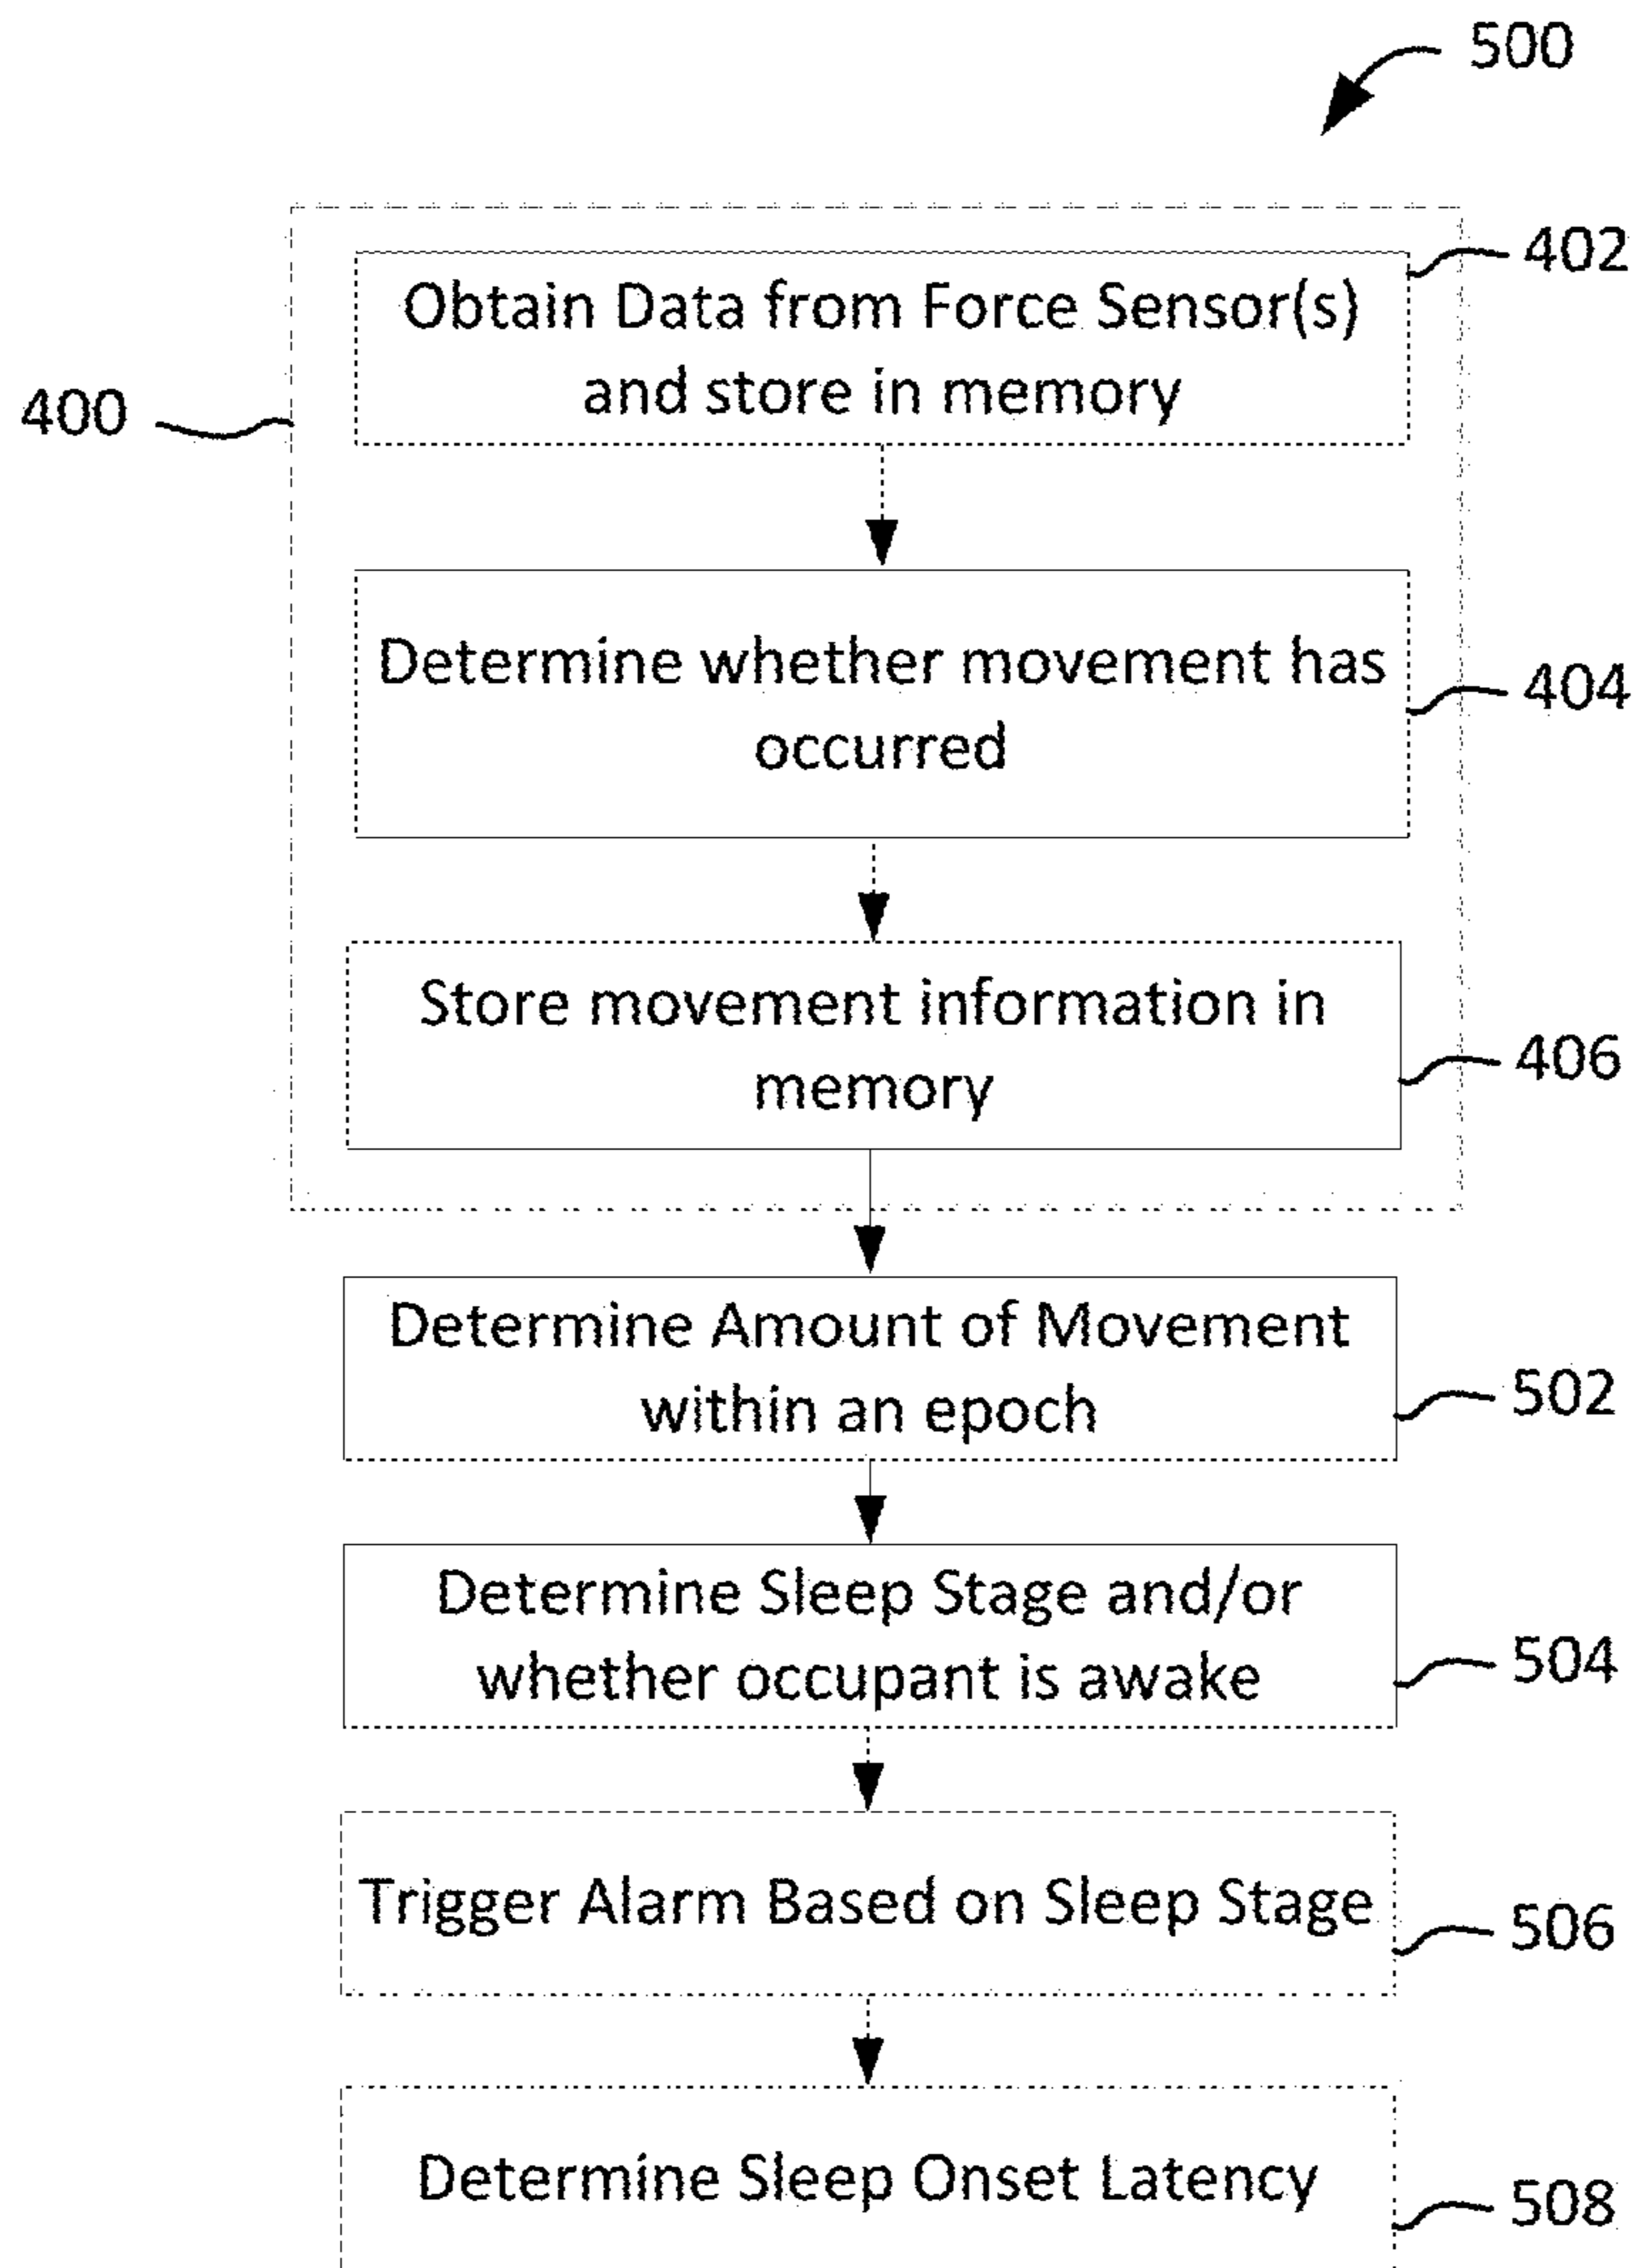 500
402
Obtain Data from Force Sensor(s)
and store in memory
400
Determine whether movement has
occurred
404
Store movement information in
memory
406
Determine Amount of Movement
within an epoch
502
Determine Sleep Stage and/or
whether occupant is awake
504
Trigger Alarm Based on Sleep Stage
506
Determine Sleep Onset Latency
508